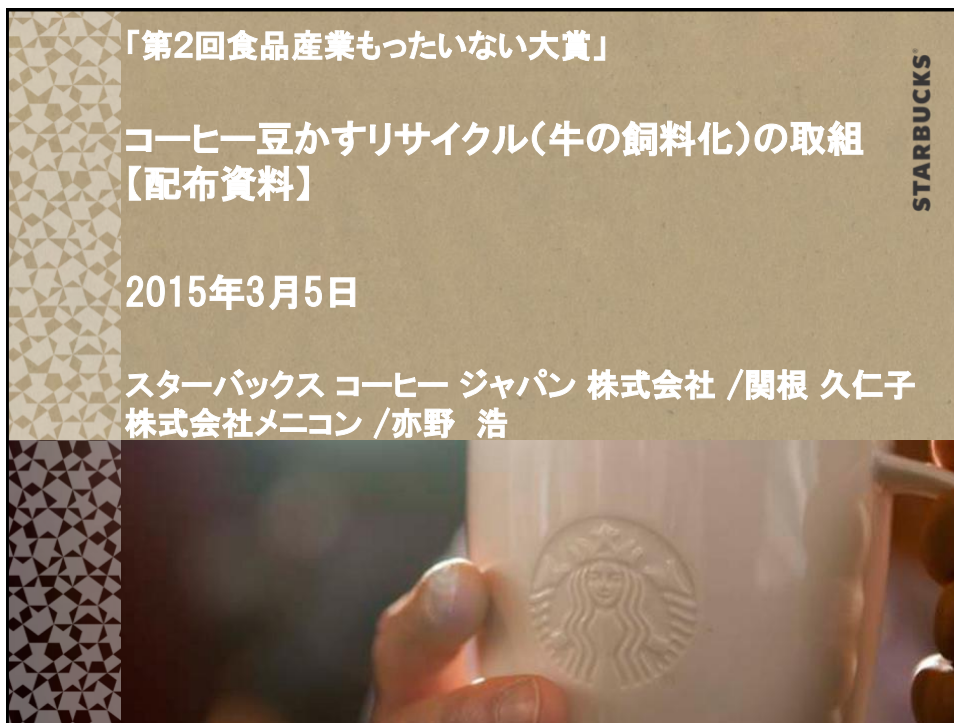 「第2回食品産業もったいない大賞」
コーヒー豆かすリサイクル(牛の飼料化)の取組
【配布資料】
2015年3月5日
スターバックス コーヒー ジャパン 株式会社 /関根 久仁子
株式会社メニコン /亦野 浩
STARBUCKS